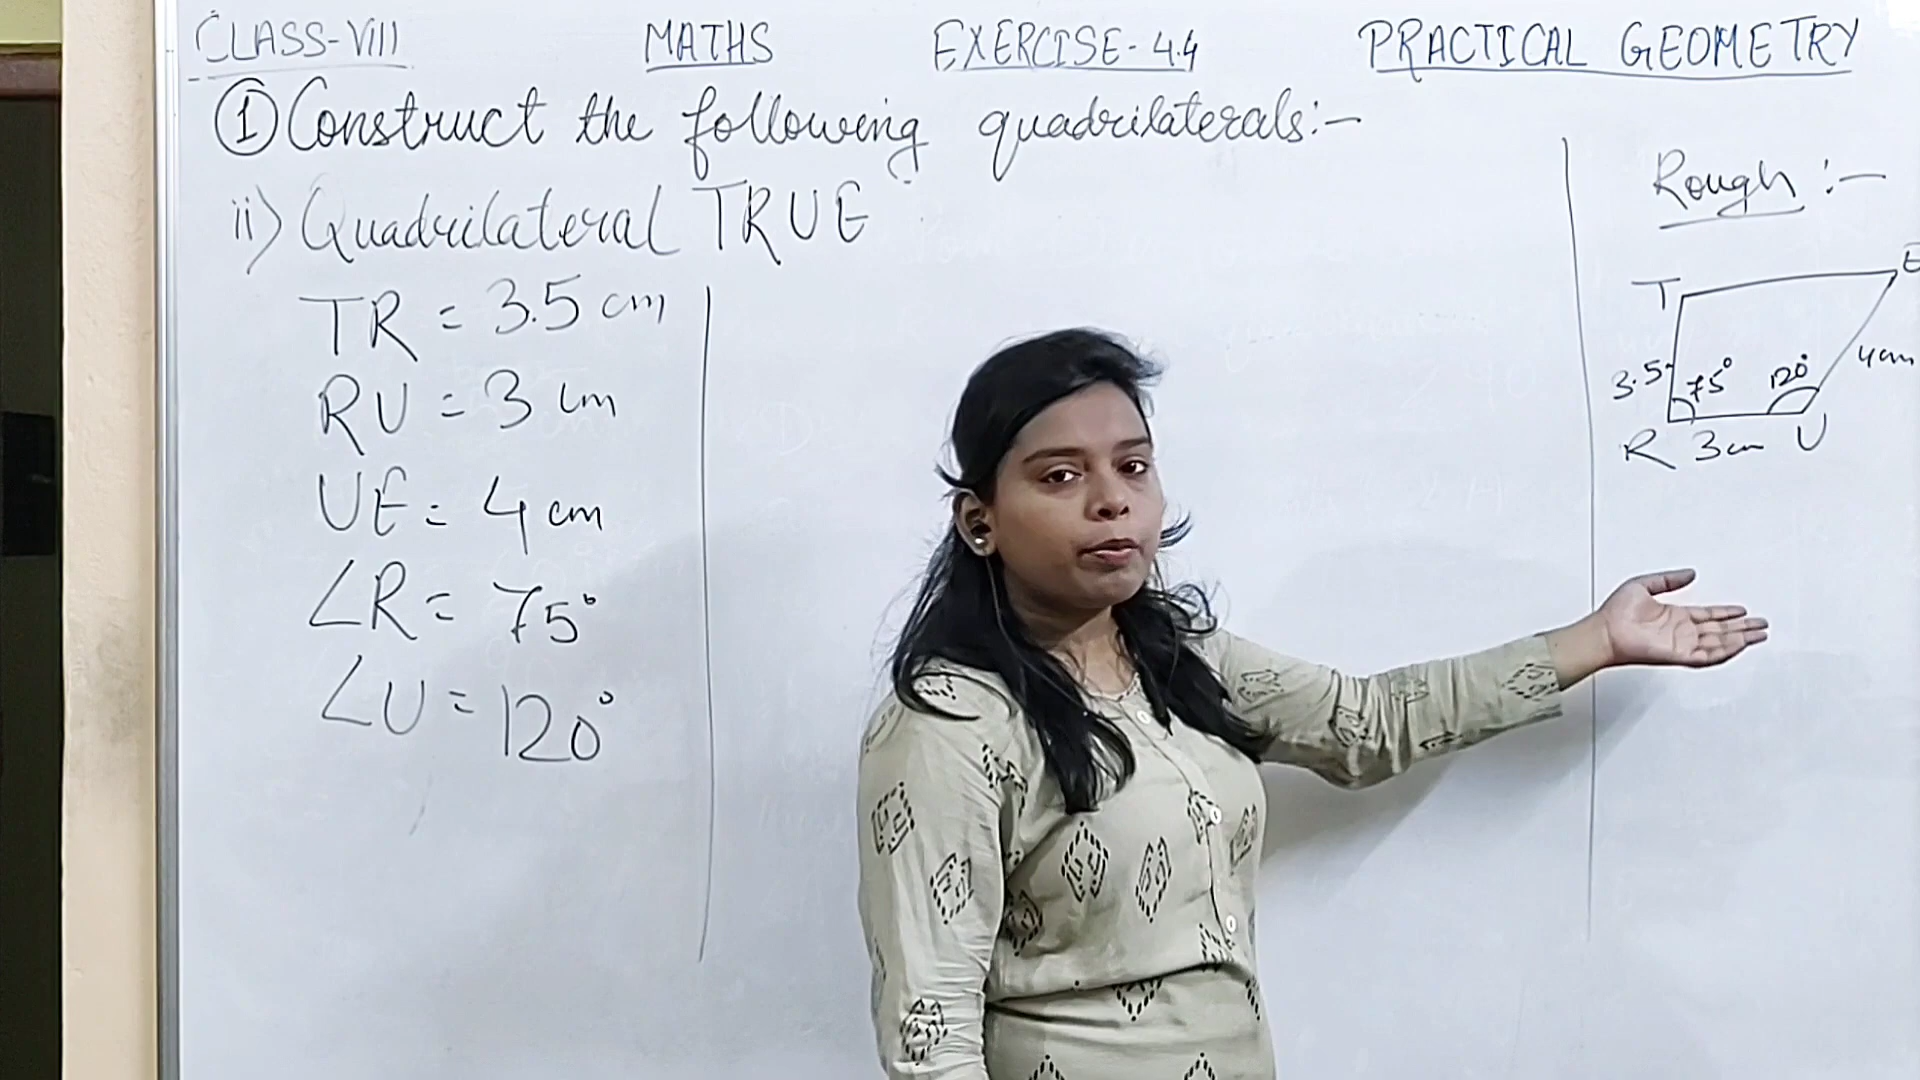 CLASS-VIII MATHS EXERCISE-4.4 PRACTICAL GEOMETRY
① Construct the following quadrilaterals:-
ii) Quadrilateral TRUE
TR = 3.5 cm
RU = 3 cm
UE = 4 cm
∠R = 75°
∠U = 120°
Rough :-
T E
3.5 75° 120° 4cm
R 3cm U